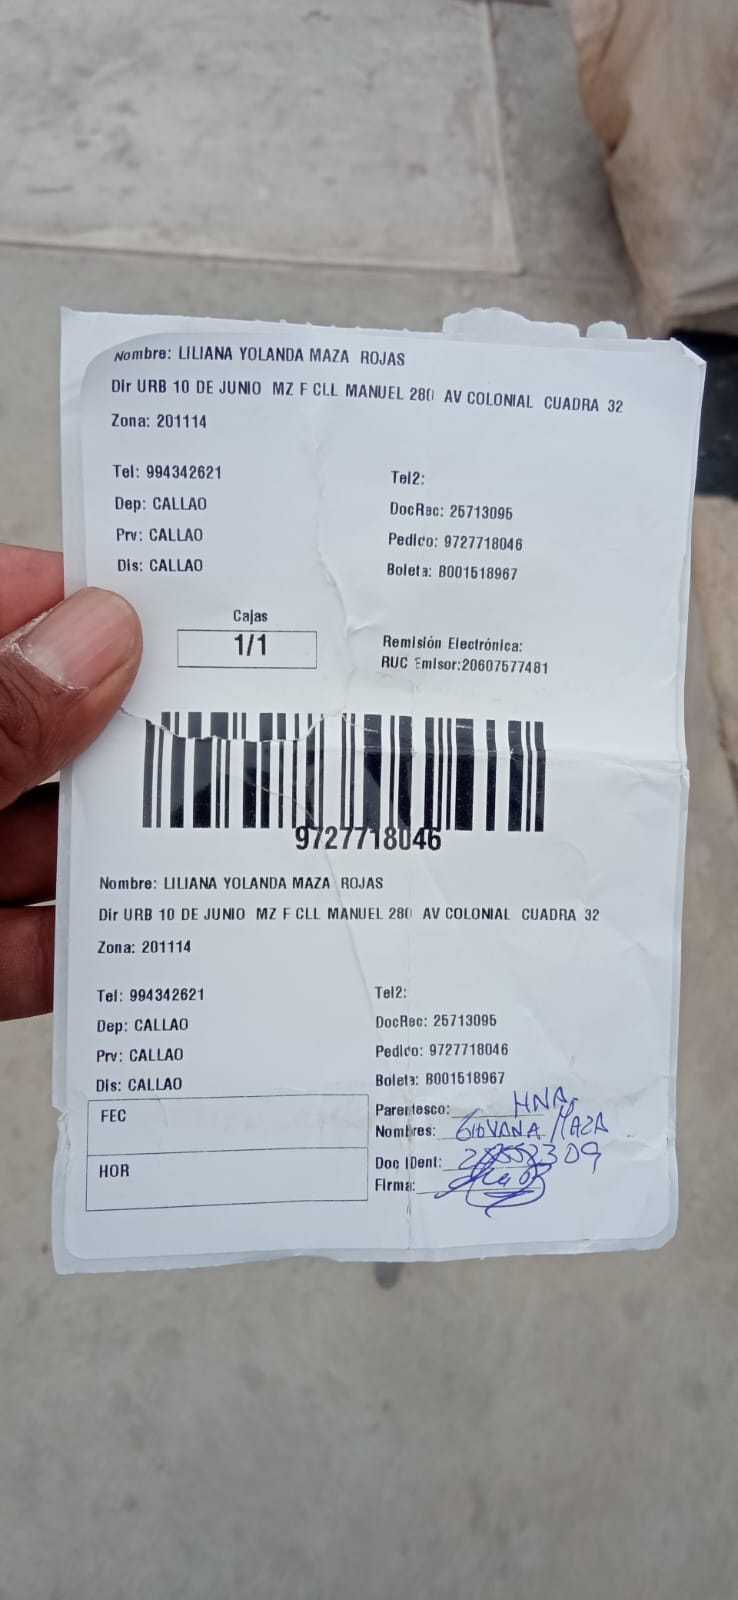 Nombre: LILIANA YOLANDA MAZA ROJAS
Dir URB 10 DE JUNIO MZ F CLL MANUEL 280 AV COLONIAL CUADRA 32
Zona: 201114
Tel: 994342621 Tel2:
Dep: CALLAO DocRec: 25713095
Prv: CALLAO Pedido: 9727718046
Dis: CALLAO Boleta: B001518967
Cajas
1/1
Remisión Electrónica:
RUC Emisor:20607577481
9727718046
Nombre: LILIANA YOLANDA MAZA ROJAS
Dir URB 10 DE JUNIO MZ F CLL MANUEL 280 AV COLONIAL CUADRA 32
Zona: 201114
Tel: 994342621 Tel2:
Dep: CALLAO DocRec: 25713095
Prv: CALLAO Pedido: 9727718046
Dis: CALLAO Boleta: B001518967
FEC Parentesco: HNA.
Nombres: GIOVANA MAZA
HOR Doc IDent:
Firma: